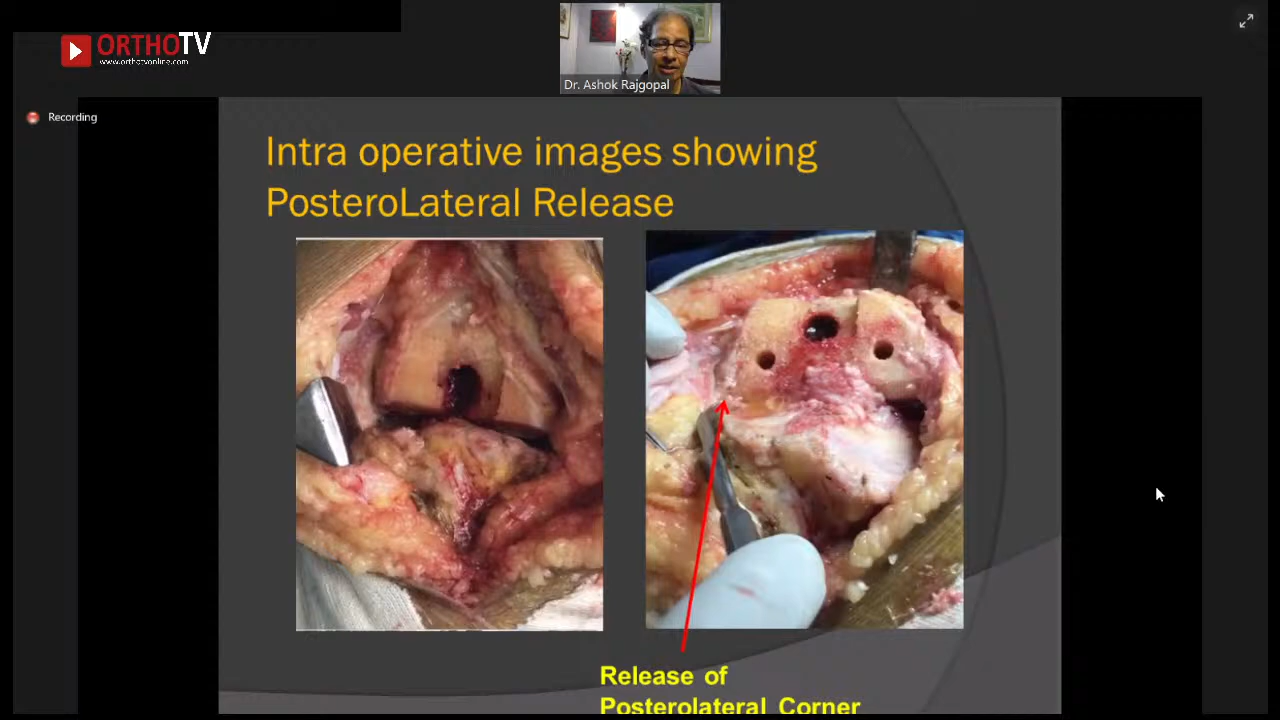 ORTHOTV
www.orthotvonline.com
Dr. Ashok Rajgopal
Recording
Intra operative images showing
PosteroLateral Release
Release of
Posterolateral Corner